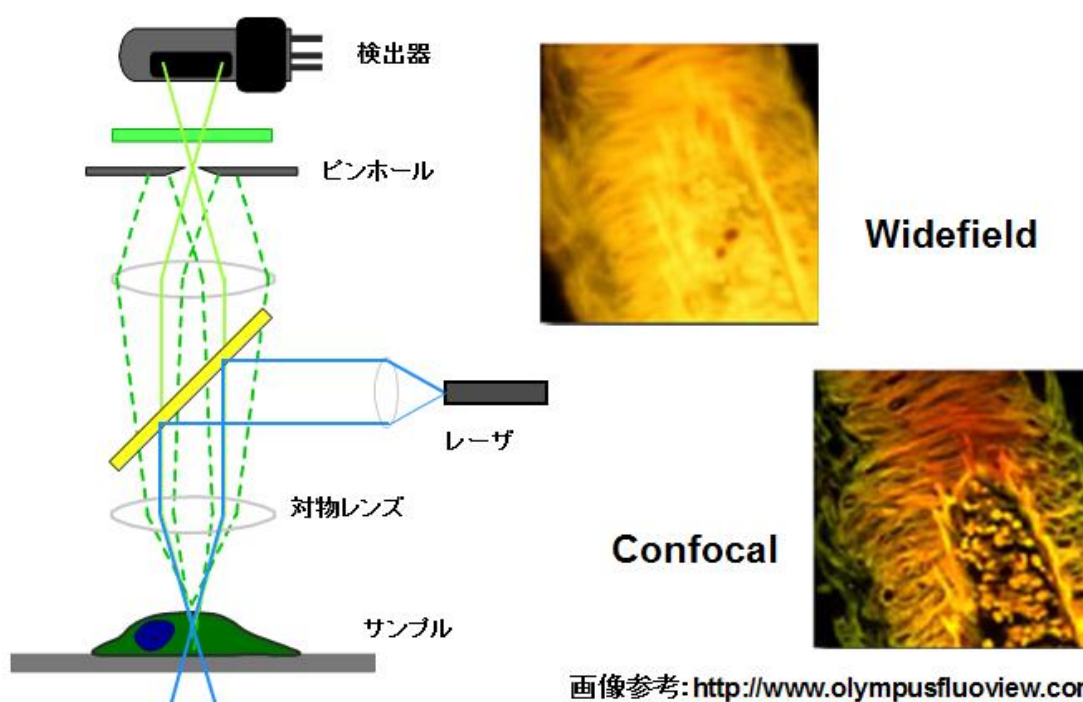 検出器
ピンホール
Widefield
レーザ
対物レンズ
Confocal
サンプル
画像参考:http://www.olympusfluoview.com